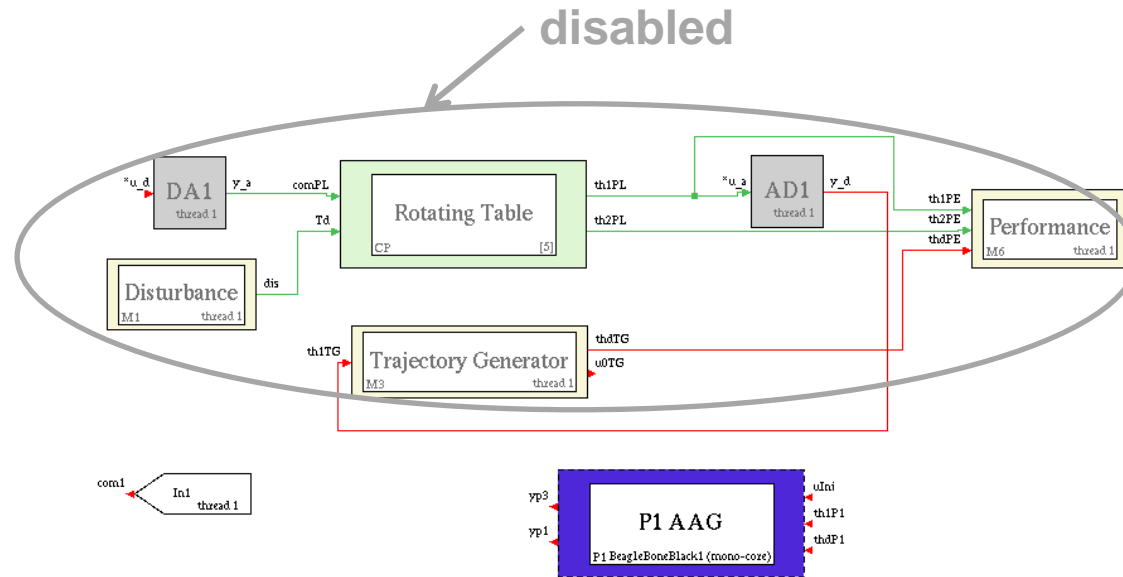 disabled
*u_d
DA1
thread 1
y_a
comPL
Td
Rotating Table
CP
[5]
th1PL
th2PL
*u_a
AD1
thread 1
y_d
th1PE
th2PE
thdPE
Performance
M6
thread 1
Disturbance
M1
thread 1
dis
th1TG
Trajectory Generator
M3
thread 1
thdTG
u0TG
com1
In1
thread 1
yp3
yp1
P1 AAG
P1 BeagleBoneBlack1 (mono-core)
uIni
th1P1
thdP1